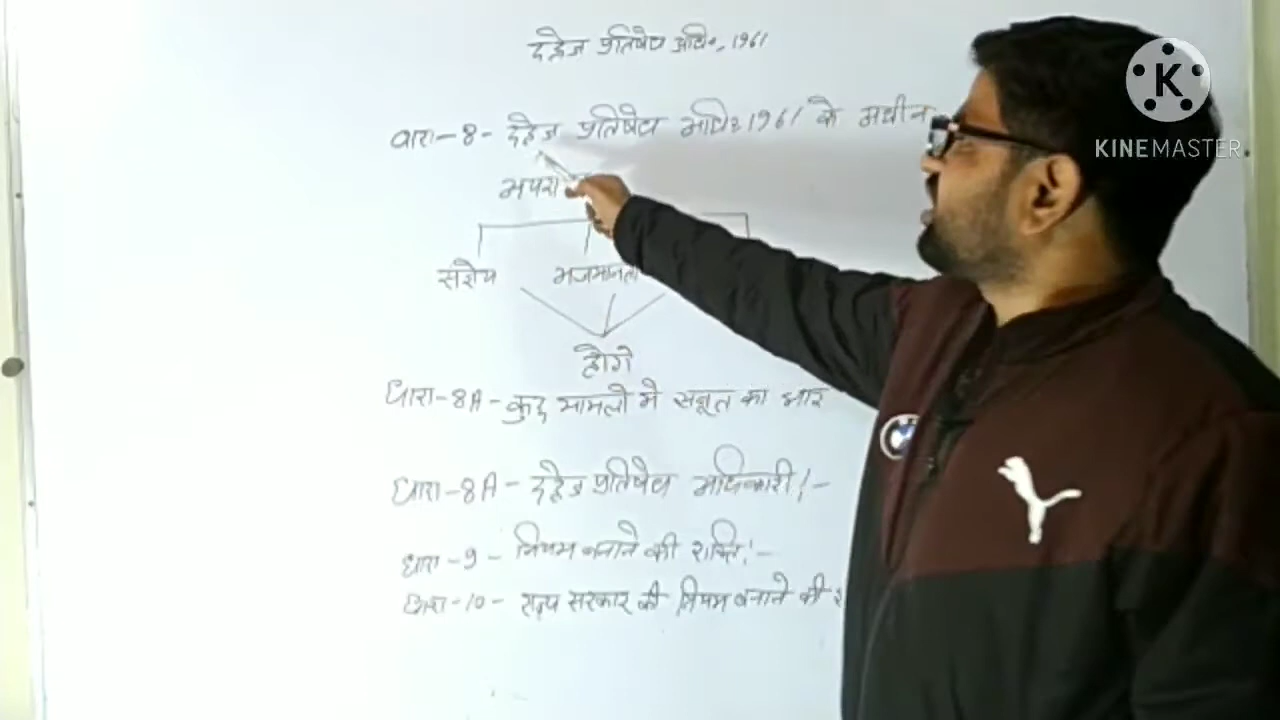 दहेज प्रतिषेध अधि०, 1961
धारा-8- दहेज प्रतिषेध अधि० 1961 के अधीन
अपरा
संज्ञेय अजमानती
होंगे
धारा-8A- कुछ मामलो मे सबूत का भार
धारा-8A - दहेज प्रतिषेध अधिकारी!-
धारा-9 - नियम बनाने की शक्ति!-
धारा-10- राज्य सरकार की नियम बनाने की
K
KINEMASTER